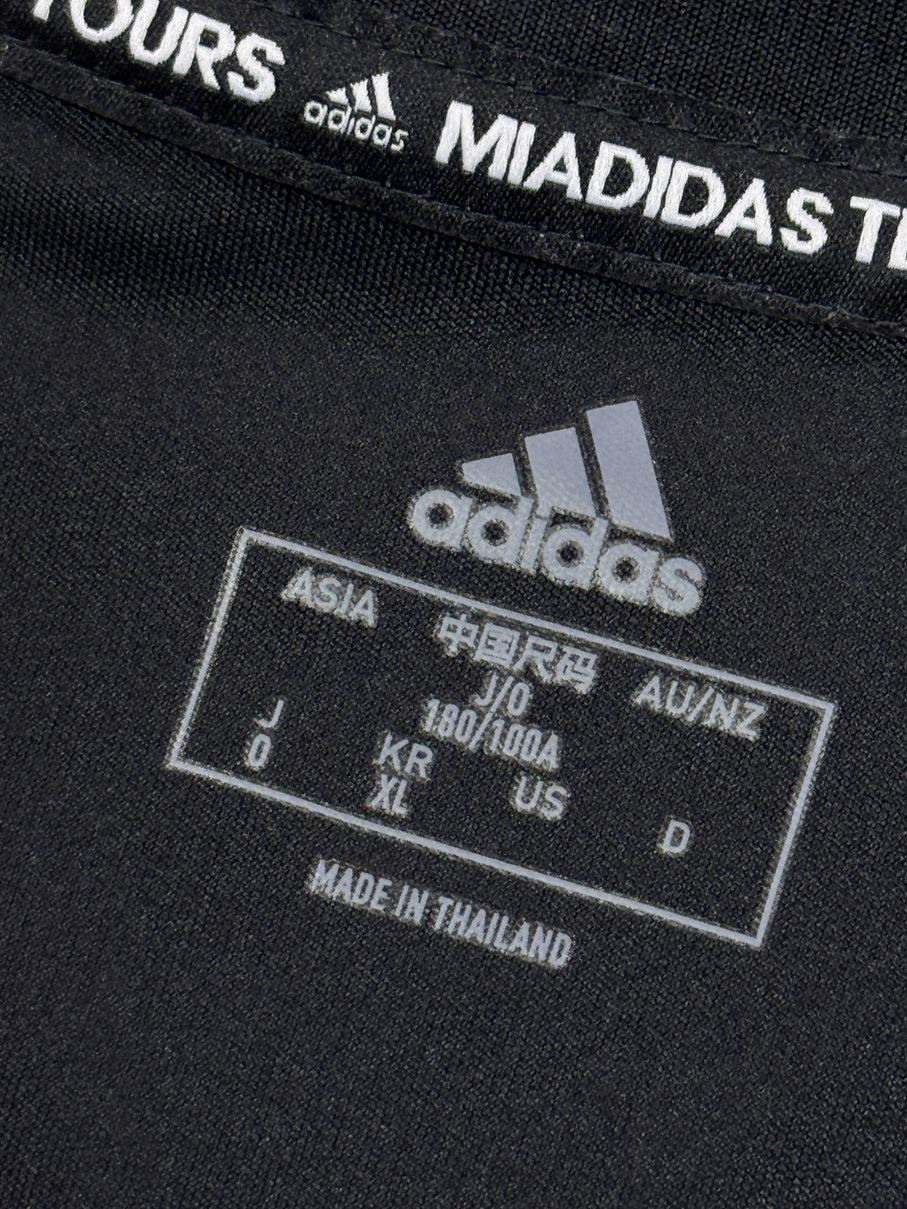 YOURS adidas MIADIDAS TE
adidas
ASIA 中国尺码 AU/NZ
J/O
180/100A
J KR US D
O XL
MADE IN THAILAND